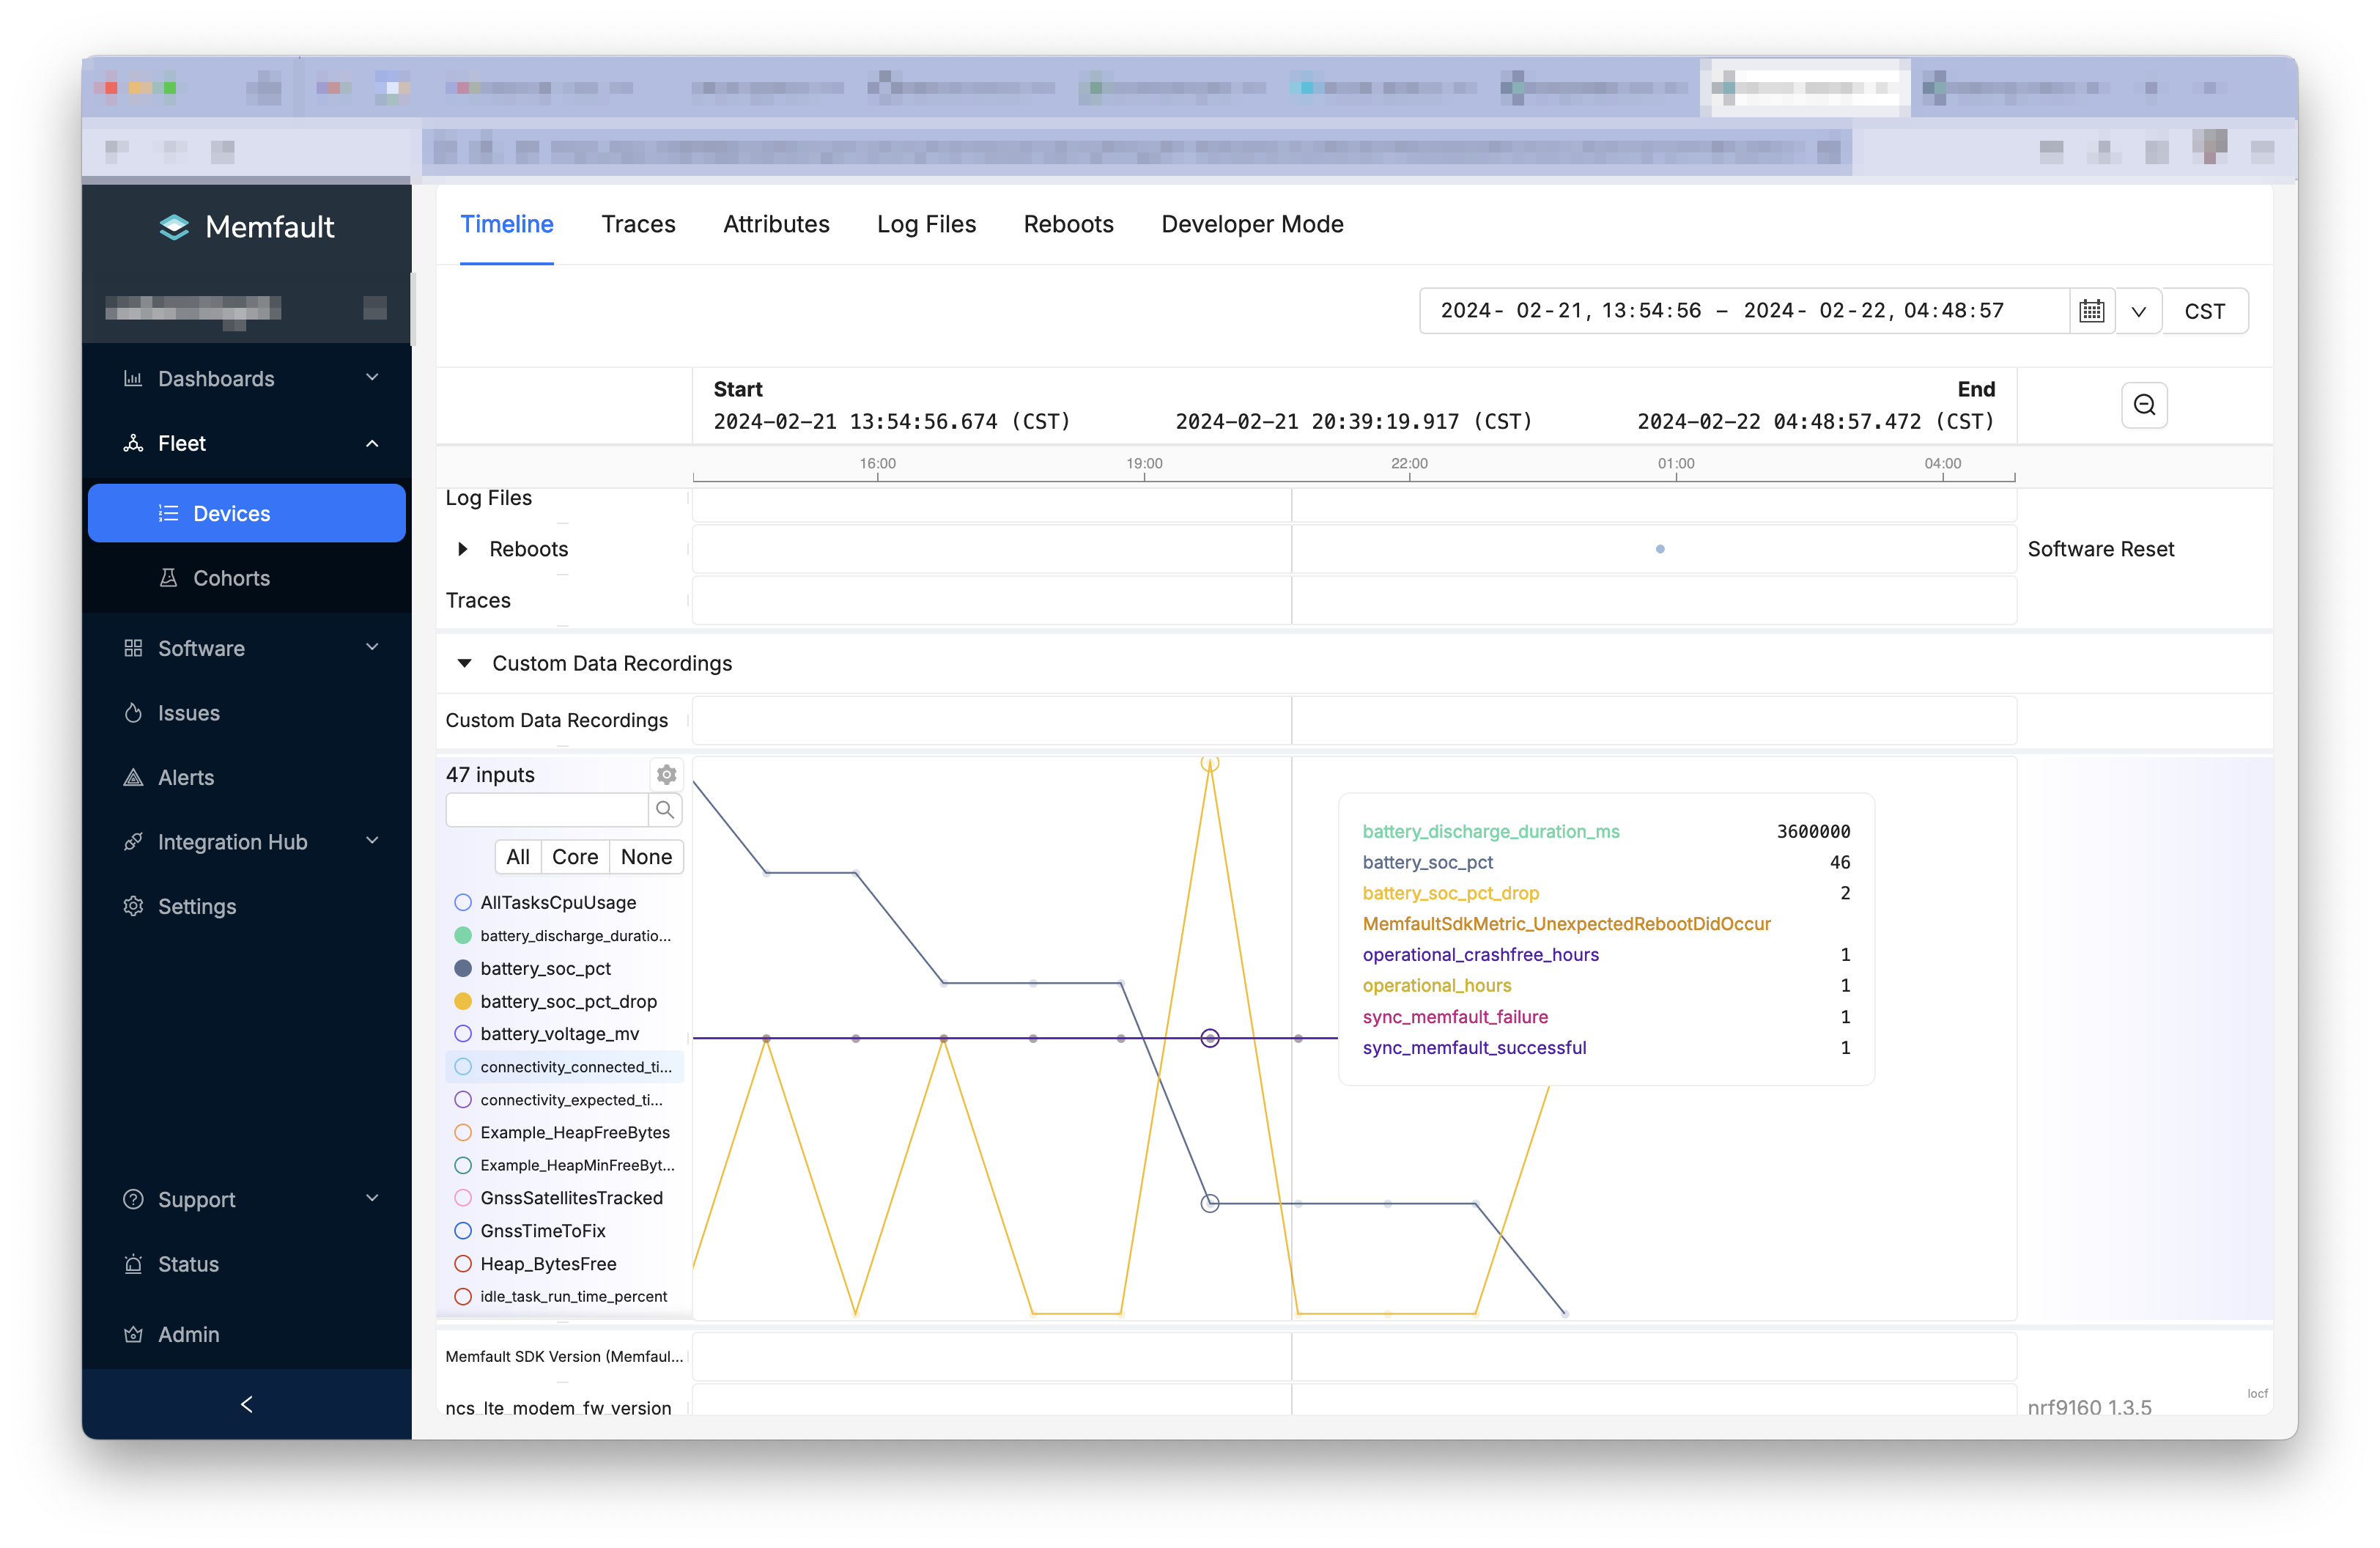 Memfault
Timeline Traces Attributes Log Files Reboots Developer Mode
2024- 02-21, 13:54:56 – 2024- 02-22, 04:48:57 CST
Dashboards
Fleet
Devices
Cohorts
Software
Issues
Alerts
Integration Hub
Settings
Support
Status
Admin
Start End
2024-02-21 13:54:56.674 (CST) 2024-02-21 20:39:19.917 (CST) 2024-02-22 04:48:57.472 (CST)
16:00 19:00 22:00 01:00 04:00
Log Files
Reboots Software Reset
Traces
Custom Data Recordings
Custom Data Recordings
47 inputs
All Core None
AllTasksCpuUsage
battery_discharge_duratio...
battery_soc_pct
battery_soc_pct_drop
battery_voltage_mv
connectivity_connected_ti...
connectivity_expected_ti...
Example_HeapFreeBytes
Example_HeapMinFreeByt...
GnssSatellitesTracked
GnssTimeToFix
Heap_BytesFree
idle_task_run_time_percent
battery_discharge_duration_ms 3600000
battery_soc_pct 46
battery_soc_pct_drop 2
MemfaultSdkMetric_UnexpectedRebootDidOccur
operational_crashfree_hours 1
operational_hours 1
sync_memfault_failure 1
sync_memfault_successful 1
Memfault SDK Version (Memfaul...
locf
ncs_lte_modem_fw_version nrf9160 1.3.5